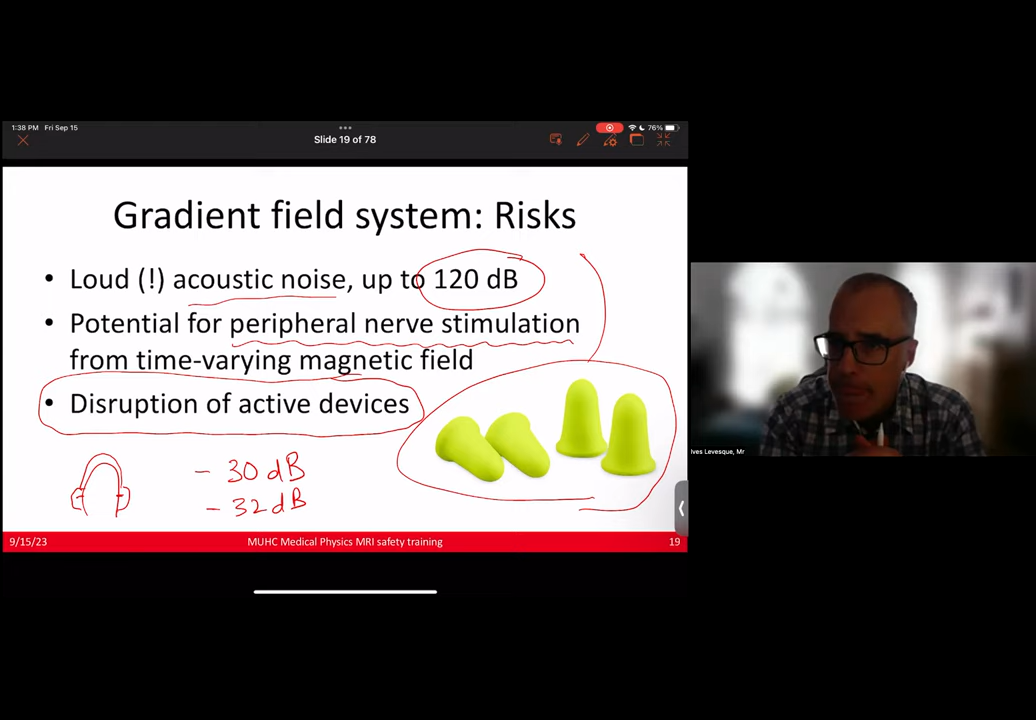 1:38 PM Fri Sep 15
76%
Slide 19 of 78
Gradient field system: Risks
• Loud (!) acoustic noise, up to 120 dB
• Potential for peripheral nerve stimulation
from time-varying magnetic field
• Disruption of active devices
- 30 dB
- 32 dB
9/15/23 MUHC Medical Physics MRI safety training 19
lves Levesque, Mr